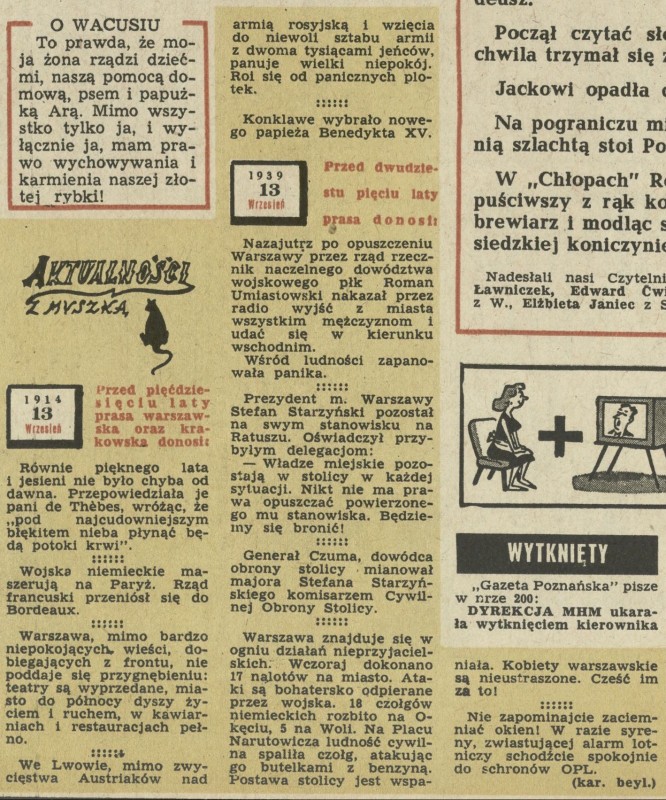 O WACUSIU
To prawda, że mo-
ja żona rządzi dzieć-
mi, naszą pomocą do-
mową, psem i papuż-
ką Arą. Mimo wszy-
stko tylko ja, i wy-
łącznie ja, mam pra-
wo wychowywania i
karmienia naszej zło-
tej rybki!
AKTUALNOŚCI
Z MYSZKĄ
1914
13
Wrzesień
Przed pięćdzie-
sięciu laty
prasa warszaw-
ska oraz kra-
kowska donosi:
Równie pięknego lata
i jesieni nie było chyba od
dawna. Przepowiedziała je
pani de Thèbes, wróżąc, że
„pod najcudowniejszym
błękitem nieba płynąć bę-
dą potoki krwi".
::::::
Wojska niemieckie ma-
szerują na Paryż. Rząd
francuski przeniósł się do
Bordeaux.
::::::
Warszawa, mimo bardzo
niepokojących wieści, do-
biegających z frontu, nie
poddaje się przygnębieniu:
teatry są wyprzedane, mia-
sto do północy dyszy ży-
ciem i ruchem, w kawiar-
niach i restauracjach peł-
no.
::::::
We Lwowie, mimo zwy-
cięstwa Austriaków nad
armią rosyjską i wzięcia
do niewoli sztabu armii
z dwoma tysiącami jeńców,
panuje wielki niepokój.
Roi się od panicznych plo-
tek.
::::::
Konklawe wybrało nowe-
go papieża Benedykta XV.
1939
13
Wrzesień
Przed dwudzie-
stu pięciu laty
prasa donosi:
Nazajutrz po opuszczeniu
Warszawy przez rząd rzecz-
nik naczelnego dowództwa
wojskowego płk Roman
Umiastowski nakazał przez
radio wyjść z miasta
wszystkim mężczyznom i
udać się w kierunku
wschodnim.
Wśród ludności zapano-
wała panika.
::::::
Prezydent m. Warszawy
Stefan Starzyński pozostał
na swym stanowisku na
Ratuszu. Oświadczył przy-
byłym delegacjom:
— Władze miejskie pozo-
stają w stolicy w każdej
sytuacji. Nikt nie ma pra-
wa opuszczać powierzone-
go mu stanowiska. Będzie-
my się bronić!
::::::
Generał Czuma, dowódca
obrony stolicy mianował
majora Stefana Starzyń-
skiego komisarzem Cywil-
nej Obrony Stolicy.
::::::
Warszawa znajduje się w
ogniu działań nieprzyjaciel-
skich. Wczoraj dokonano
17 nalotów na miasto. Ata-
ki są bohatersko odpierane
przez wojska. 18 czołgów
niemieckich rozbito na O-
kęciu, 5 na Woli. Na Placu
Narutowicza ludność cywil-
na spaliła czołg, atakując
go butelkami z benzyną.
Postawa stolicy jest wspa-
niała. Kobiety warszawskie
są nieustraszone. Cześć im
za to!
::::::
Nie zapominajcie zaciem-
niać okien! W razie syre-
ny, zwiastującej alarm lot-
niczy schodźcie spokojnie
do schronów OPL.
(kar. beyl.)
Począł czytać
chwila trzymał się
Jackowi opadła
Na pograniczu
nią szlachtą stoi
W „Chłopach"
puściwszy z rąk
brewiarz i modląc
siedzkiej
Nadesłali nasi
Ławniczek, Edward
z W., Elżbieta Janiec z
WYTKNIĘTY
„Gazeta Poznańska" pisze
w nrze 200:
DYREKCJA MHM ukara-
ła wytknięciem kierownika